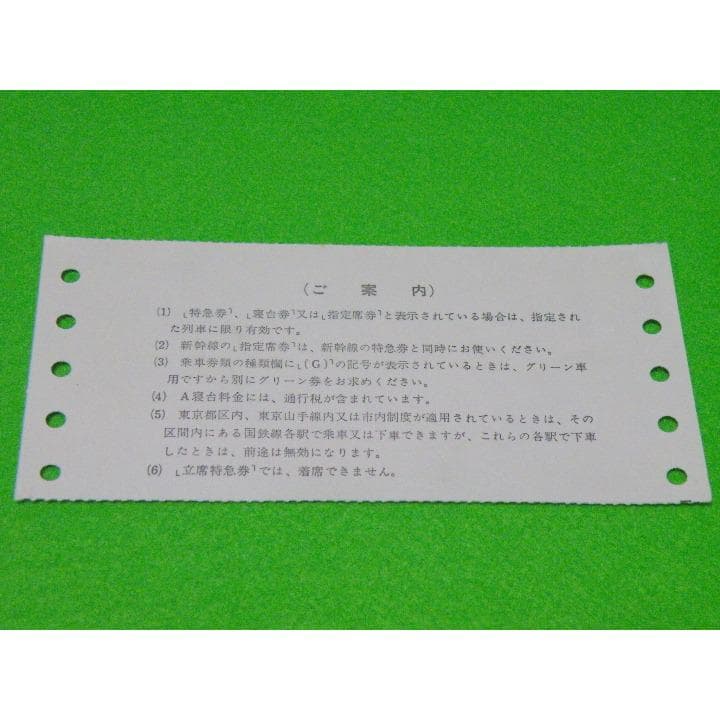 (ご案内)
(1) ｢特急券｣、｢寝台券｣又は｢指定席券｣と表示されている場合は、指定され
た列車に限り有効です。
(2) 新幹線の｢指定席券｣は、新幹線の特急券と同時にお使いください。
(3) 乗車券類の種類欄に｢(G)｣の記号が表示されているときは、グリーン車
用ですから別にグリーン券をお求めください。
(4) A寝台料金には、通行税が含まれています。
(5) 東京都区内、東京山手線内又は市内制度が適用されているときは、その
区間内にある国鉄線各駅で乗車又は下車できますが、これらの各駅で下車
したときは、前途は無効になります。
(6) ｢立席特急券｣では、着席できません。